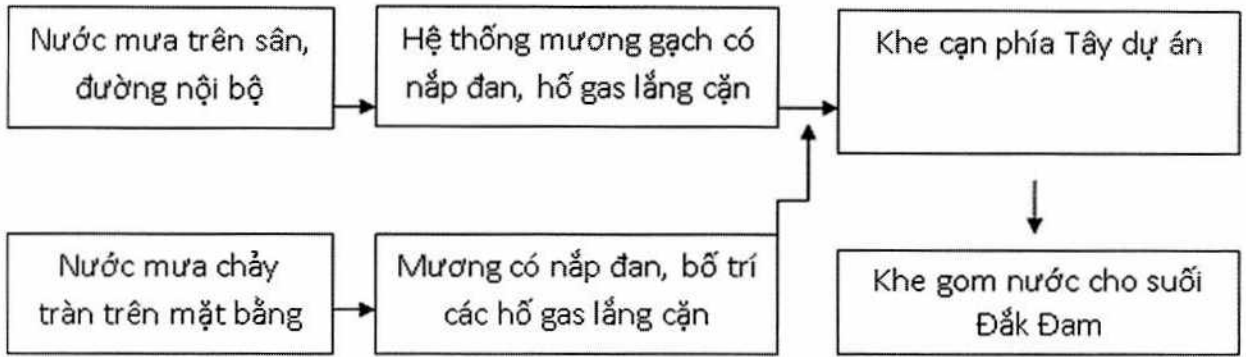 Nước mưa trên sân,
đường nội bộ
Hệ thống mương gạch có
nắp đan, hố gas lắng cặn
Khe cạn phía Tây dự án
Nước mưa chảy
tràn trên mặt bằng
Mương có nắp đan, bố trí
các hố gas lắng cặn
Khe gom nước cho suối
Đắk Đam